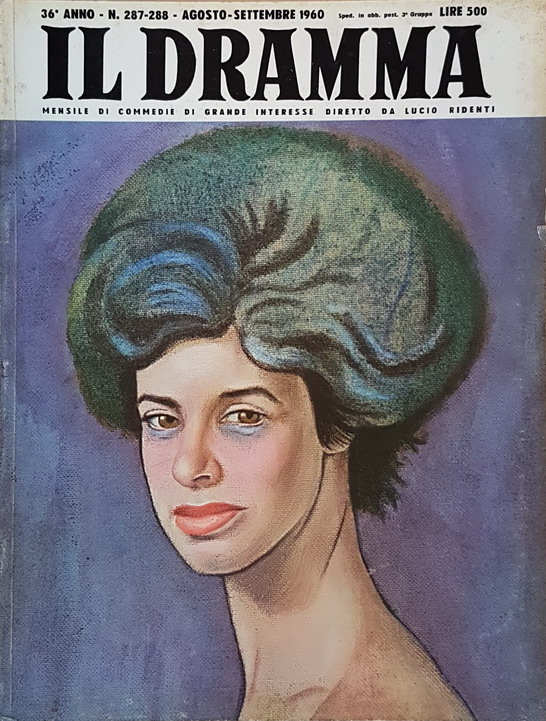 36° ANNO - N. 287-288 - AGOSTO-SETTEMBRE 1960 Sped. in abb. post. 3° Gruppo LIRE 500
IL DRAMMA
MENSILE DI COMMEDIE DI GRANDE INTERESSE DIRETTO DA LUCIO RIDENTI